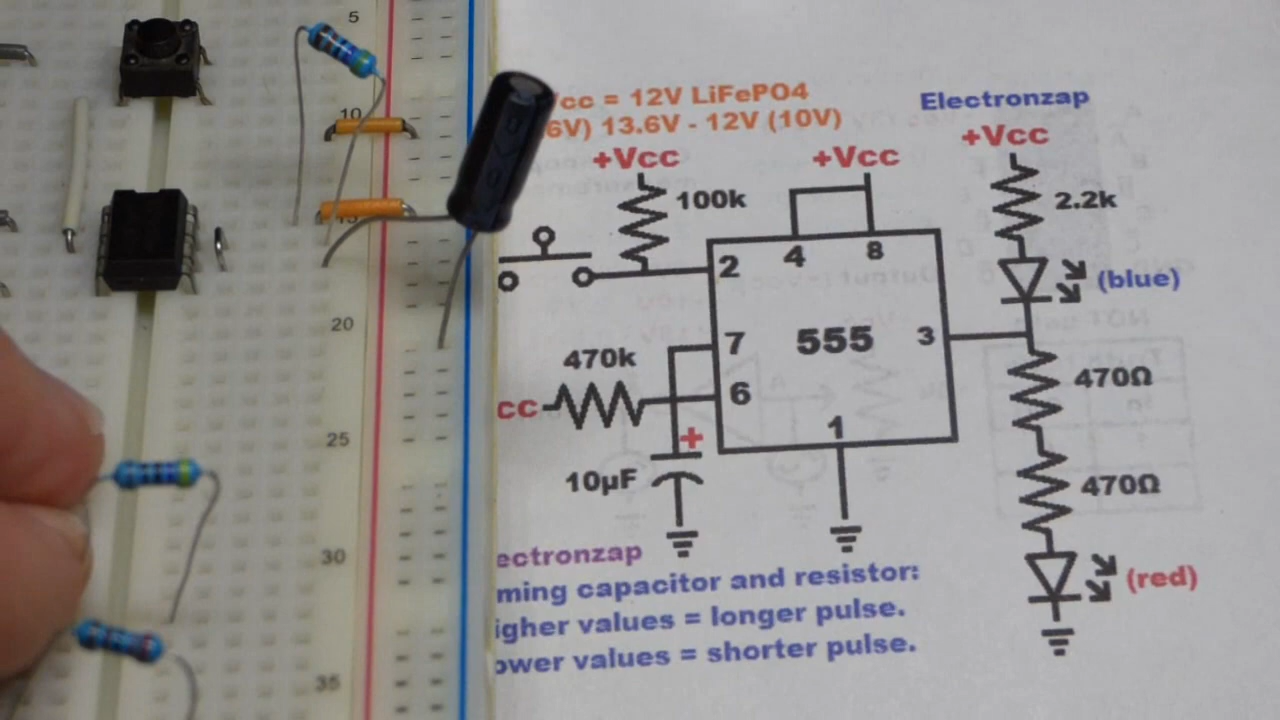 5
10
15
20
25
30
35
cc = 12V LiFePO4
6V) 13.6V - 12V (10V)
Electronzap
+Vcc
+Vcc
+Vcc
100k
2.2k
2
4
8
(blue)
7
555
3
470k
6
470Ω
cc
+
1
10µF
470Ω
ectronzap
ming capacitor and resistor:
igher values = longer pulse.
ower values = shorter pulse.
(red)